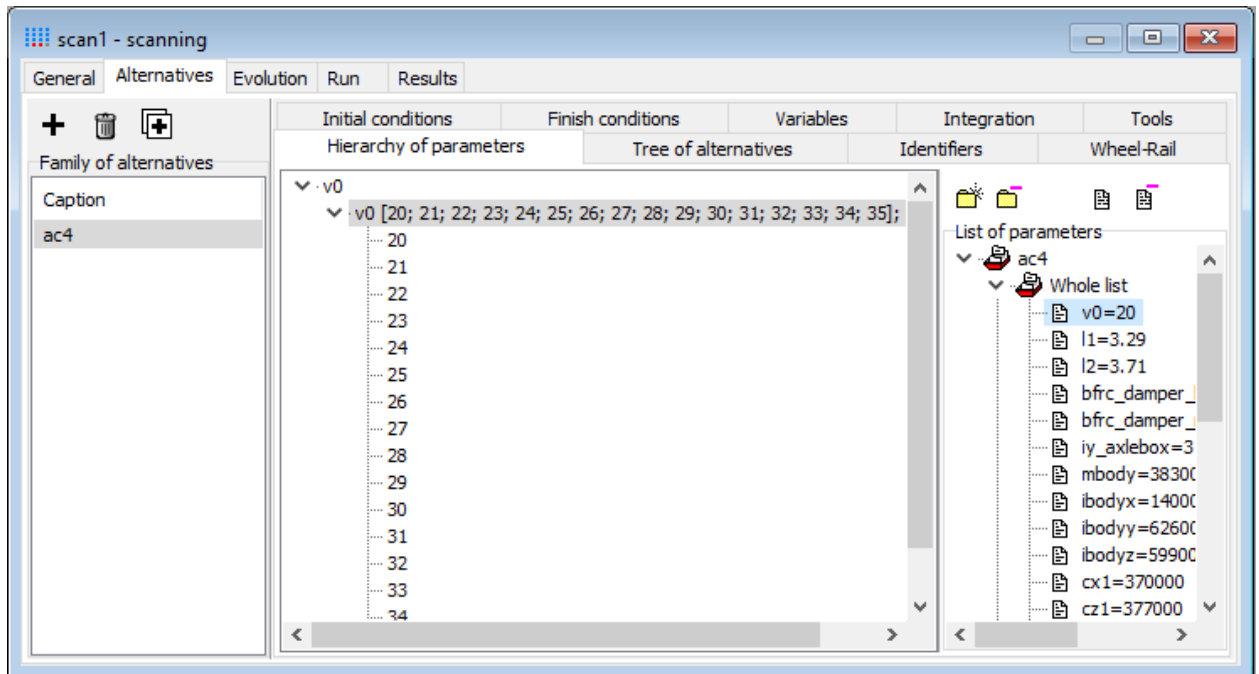 scan1 - scanning
General Alternatives Evolution Run Results
Family of alternatives
Caption
ac4
Initial conditions Finish conditions Variables Integration Tools
Hierarchy of parameters Tree of alternatives Identifiers Wheel-Rail
v0
v0 [20; 21; 22; 23; 24; 25; 26; 27; 28; 29; 30; 31; 32; 33; 34; 35];
20
21
22
23
24
25
26
27
28
29
30
31
32
33
34
List of parameters
ac4
Whole list
v0=20
l1=3.29
l2=3.71
bfrc_damper_
bfrc_damper_
iy_axlebox=3
mbody=38300
ibodyx=14000
ibodyy=62600
ibodyz=59900
cx1=370000
cz1=377000